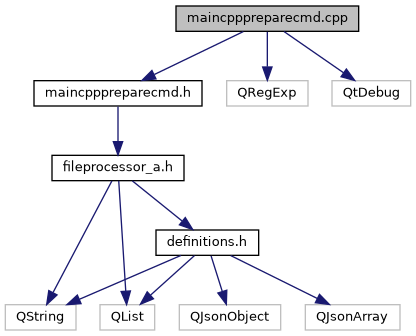 maincpppreparecmd.cpp
maincpppreparecmd.h
QRegExp
QtDebug
fileprocessor_a.h
definitions.h
QString
QList
QJsonObject
QJsonArray